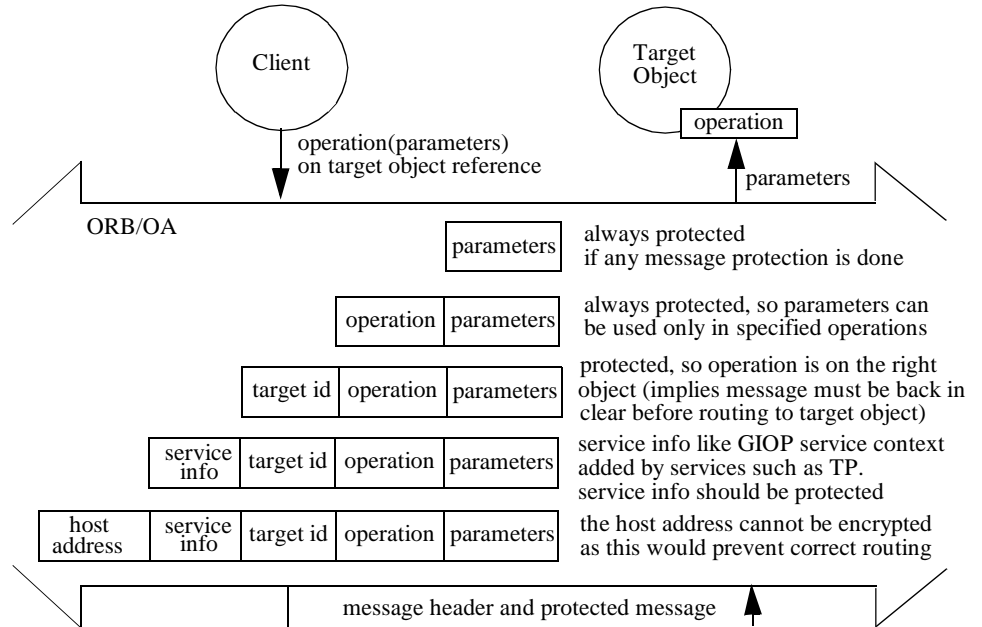 Client
Target
Object
operation
operation(parameters)
on target object reference
parameters
ORB/OA
parameters
always protected
if any message protection is done
operation parameters
always protected, so parameters can
be used only in specified operations
target id operation parameters
protected, so operation is on the right
object (implies message must be back in
clear before routing to target object)
service
info
target id operation parameters
service info like GIOP service context
added by services such as TP.
service info should be protected
host
address
service
info
target id operation parameters
the host address cannot be encrypted
as this would prevent correct routing
message header and protected message